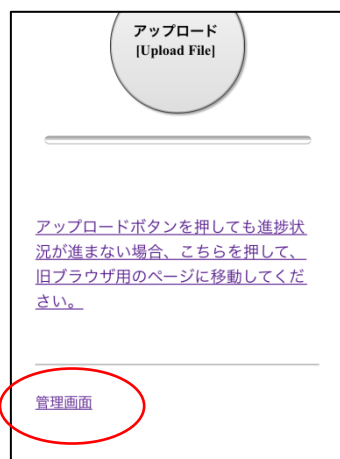 アップロード
[Upload File]
アップロードボタンを押しても進捗状
況が進まない場合、こちらを押して、
旧ブラウザ用のページに移動してくだ
さい。
管理画面